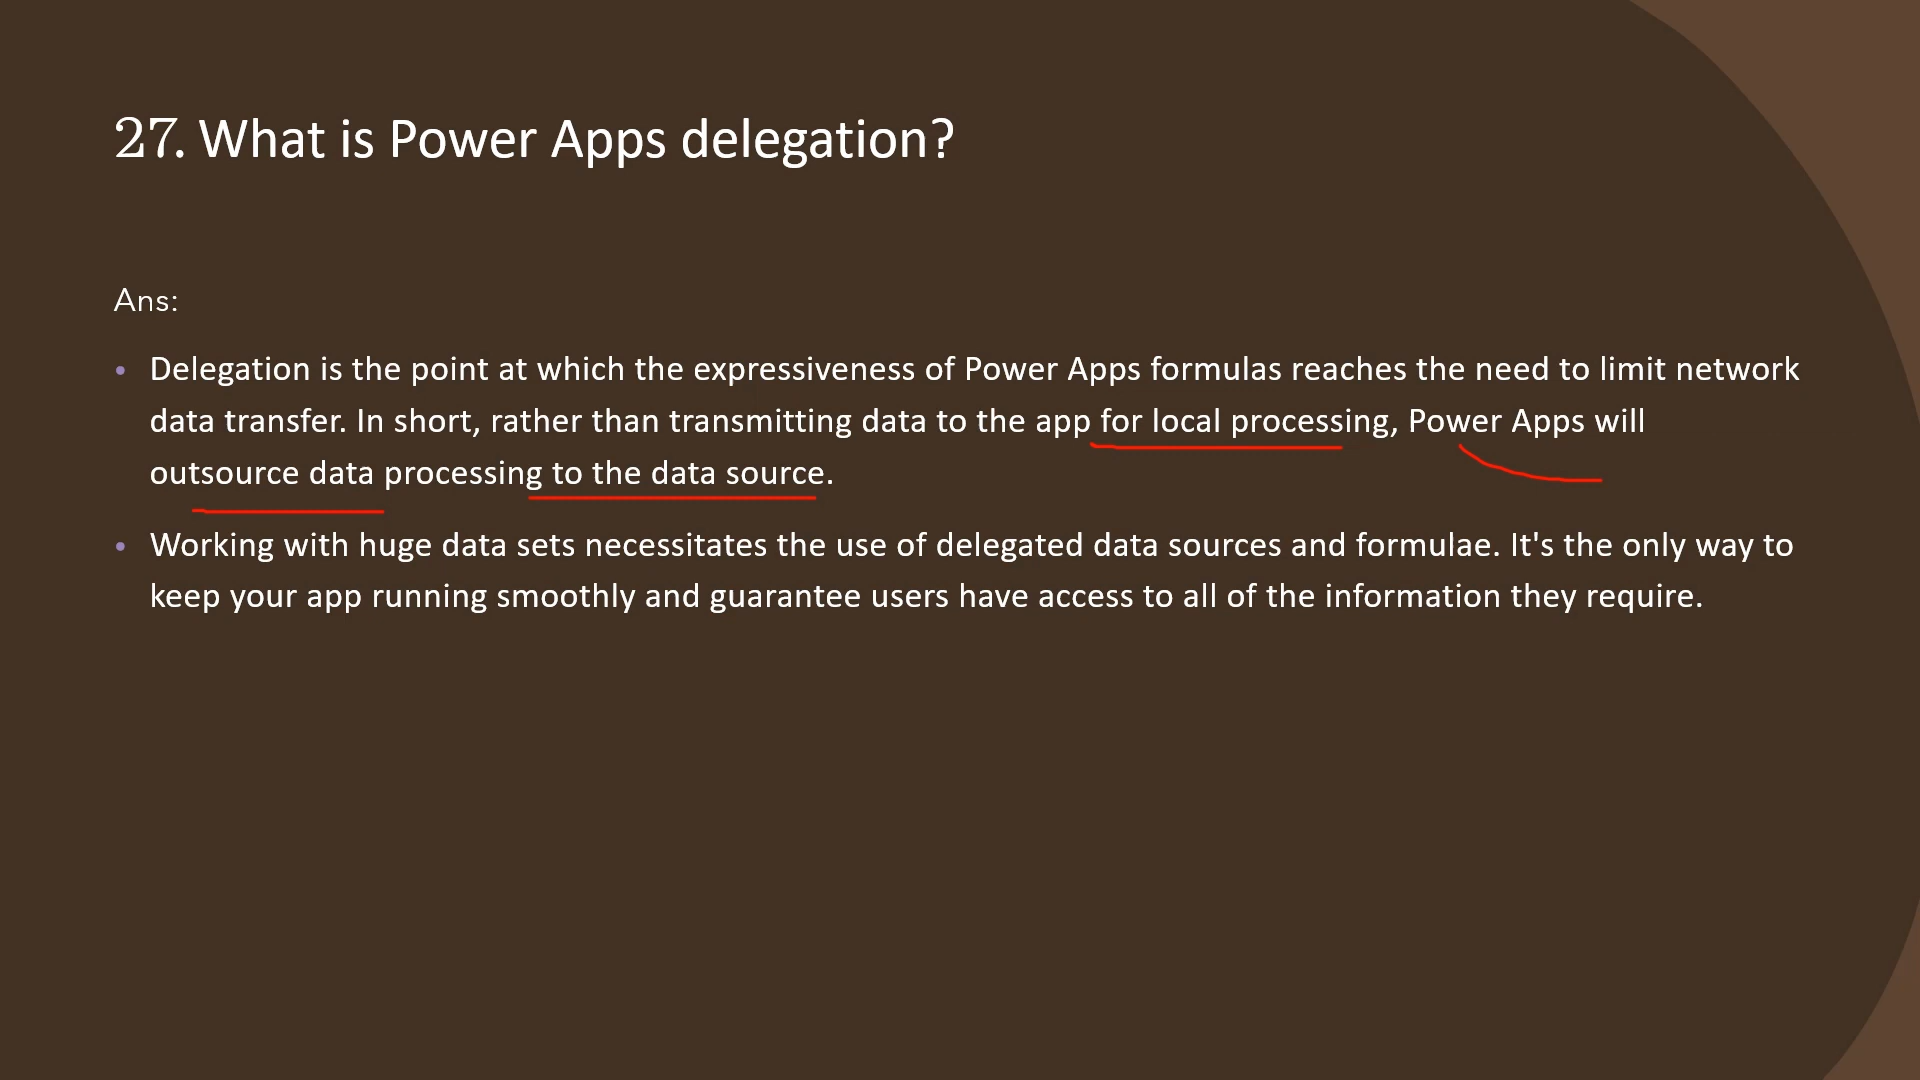 27. What is Power Apps delegation?
Ans:
• Delegation is the point at which the expressiveness of Power Apps formulas reaches the need to limit network
data transfer. In short, rather than transmitting data to the app for local processing, Power Apps will
outsource data processing to the data source.
• Working with huge data sets necessitates the use of delegated data sources and formulae. It's the only way to
keep your app running smoothly and guarantee users have access to all of the information they require.